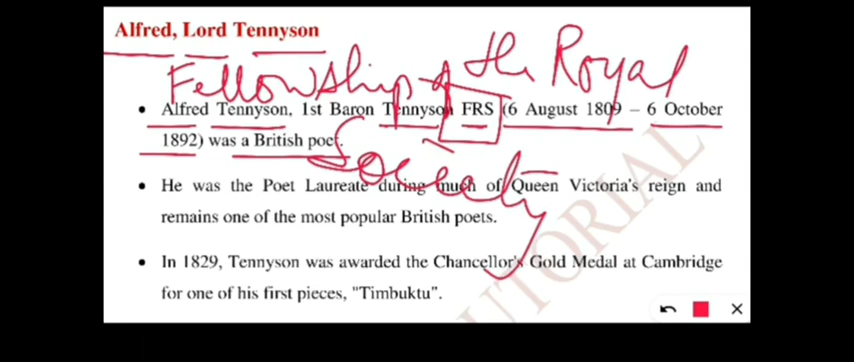 Alfred, Lord Tennyson
Fellowship of the Royal
• Alfred Tennyson, 1st Baron Tennyson FRS (6 August 1809 – 6 October
1892) was a British poet.
Society
• He was the Poet Laureate during much of Queen Victoria's reign and
remains one of the most popular British poets.
• In 1829, Tennyson was awarded the Chancellor's Gold Medal at Cambridge
for one of his first pieces, "Timbuktu".
UTORIAL